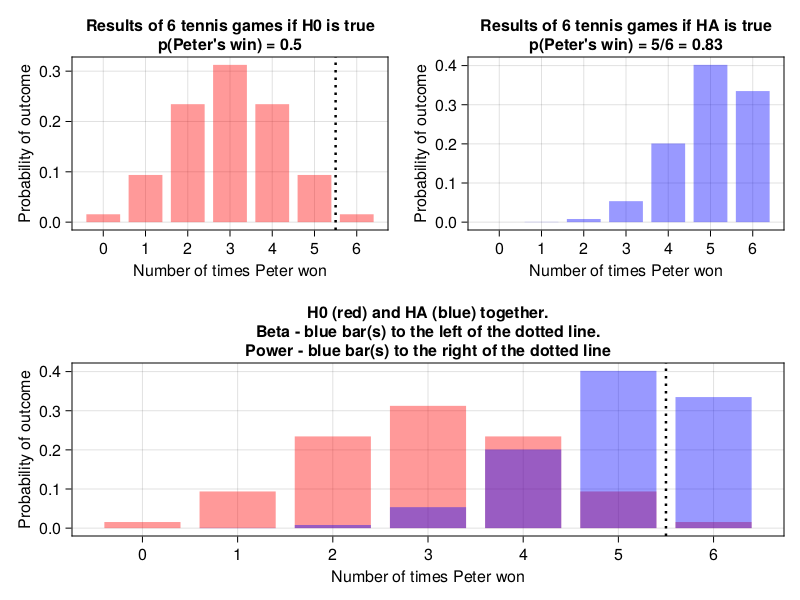 Results of 6 tennis games if H0 is true
p(Peter's win) = 0.5
Probability of outcome
0.3
0.2
0.1
0.0
0 1 2 3 4 5 6
Number of times Peter won
Results of 6 tennis games if HA is true
p(Peter's win) = 5/6 = 0.83
Probability of outcome
0.4
0.3
0.2
0.1
0.0
0 1 2 3 4 5 6
Number of times Peter won
H0 (red) and HA (blue) together.
Beta - blue bar(s) to the left of the dotted line.
Power - blue bar(s) to the right of the dotted line
Probability of outcome
0.4
0.3
0.2
0.1
0.0
0 1 2 3 4 5 6
Number of times Peter won